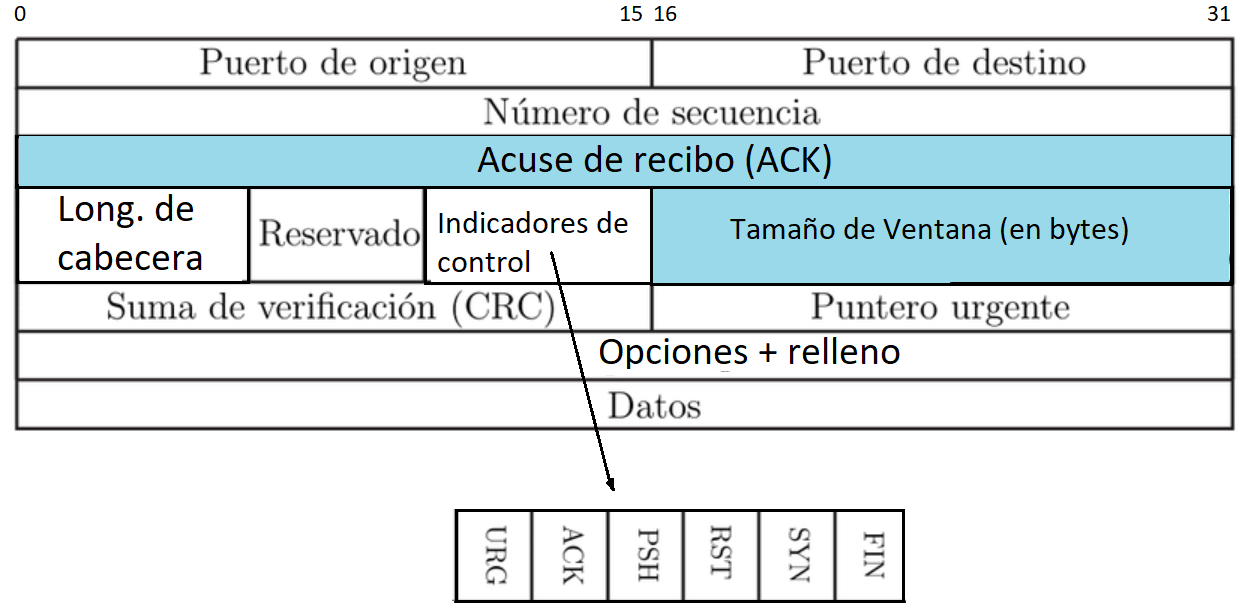 0 15 16 31
Puerto de origen Puerto de destino
Número de secuencia
Acuse de recibo (ACK)
Long. de
cabecera
Reservado
Indicadores de
control
Tamaño de Ventana (en bytes)
Suma de verificación (CRC) Puntero urgente
Opciones + relleno
Datos
URG ACK PSH RST SYN FIN